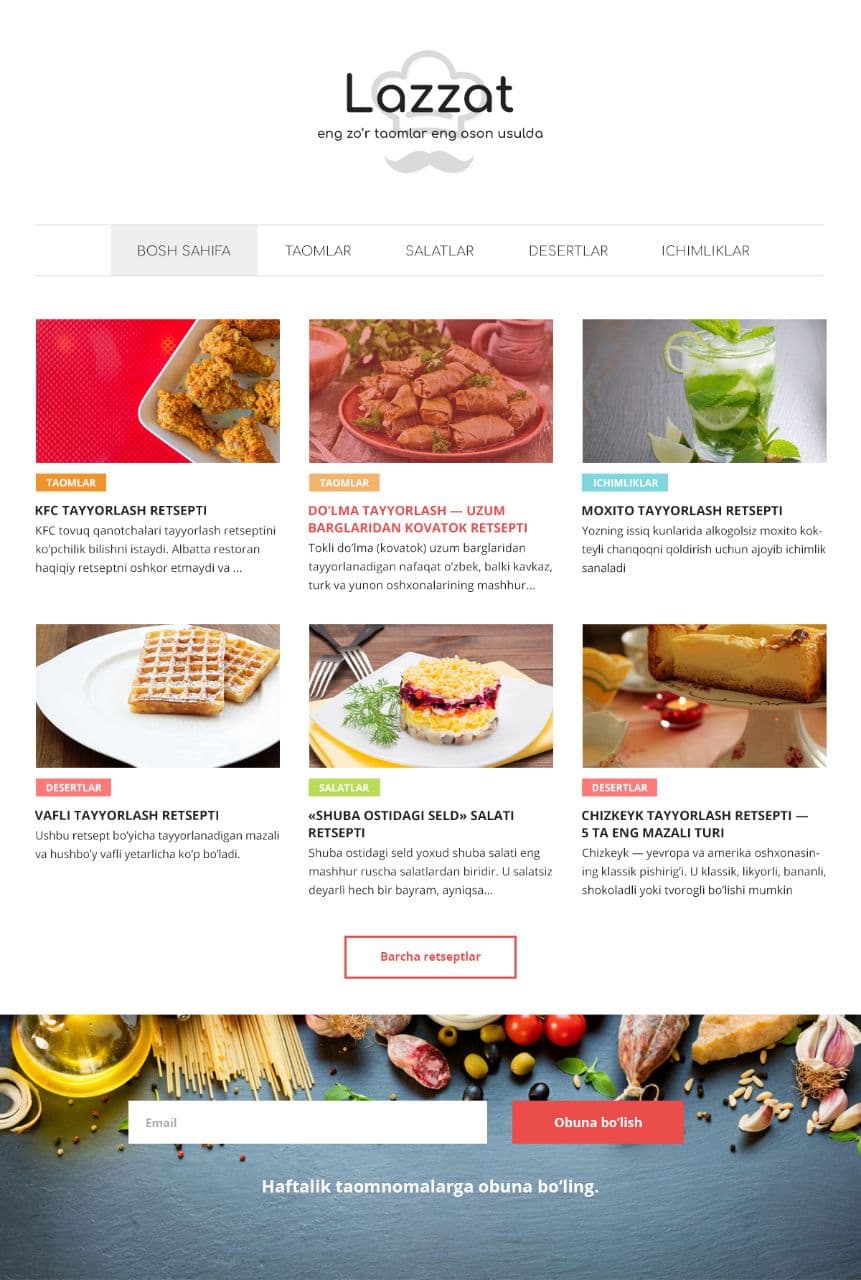 Lazzat
eng zo‘r taomlar eng oson usulda
BOSH SAHIFA
TAOMLAR
SALATLAR
DESERTLAR
ICHIMLIKLAR
TAOMLAR
KFC TAYYORLASH RETSEPTI
KFC tovuq qanotchalari tayyorlash retseptini
ko‘pchilik bilishni istaydi. Albatta restoran
haqiqiy retseptni oshkor etmaydi va ...
TAOMLAR
DO‘LMA TAYYORLASH — UZUM
BARGLARIDAN KOVATOK RETSEPTI
Tokli do‘lma (kovatok) uzum barglaridan
tayyorlanadigan nafaqat o‘zbek, balki kavkaz,
turk va yunon oshxonalarining mashhur...
ICHIMLIKLAR
MOXITO TAYYORLASH RETSEPTI
Yozning issiq kunlarida alkogolsiz moxito kok-
teyli chanqoqni qoldirish uchun ajoyib ichimlik
sanaladi
DESERTLAR
VAFLI TAYYORLASH RETSEPTI
Ushbu retsept bo‘yicha tayyorlanadigan mazali
va hushbo‘y vafli yetarlicha ko‘p bo‘ladi.
SALATLAR
«SHUBA OSTIDAGI SELD» SALATI
RETSEPTI
Shuba ostidagi seld yoxud shuba salati eng
mashhur ruscha salatlardan biridir. U salatsiz
deyarli hech bir bayram, ayniqsa...
DESERTLAR
CHIZKEYK TAYYORLASH RETSEPTI —
5 TA ENG MAZALI TURI
Chizkeyk — yevropa va amerika oshxonasin-
ing klassik pishirig‘i. U klassik, likyorli, bananli,
shokoladli yoki tvorogli bo‘lishi mumkin
Barcha retseptlar
Email
Obuna bo‘lish
Haftalik taomnomalarga obuna bo‘ling.